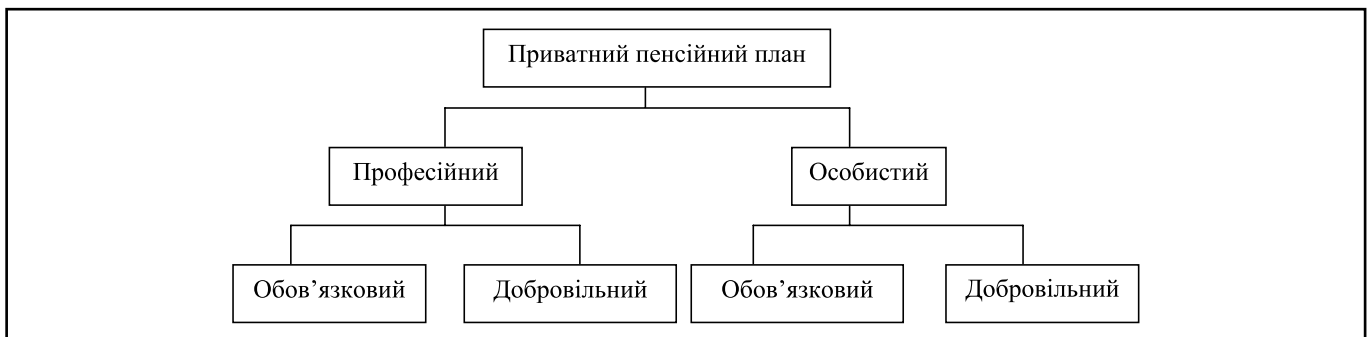 Приватний пенсійний план
Професійний
Особистий
Обов’язковий
Добровільний
Обов’язковий
Добровільний